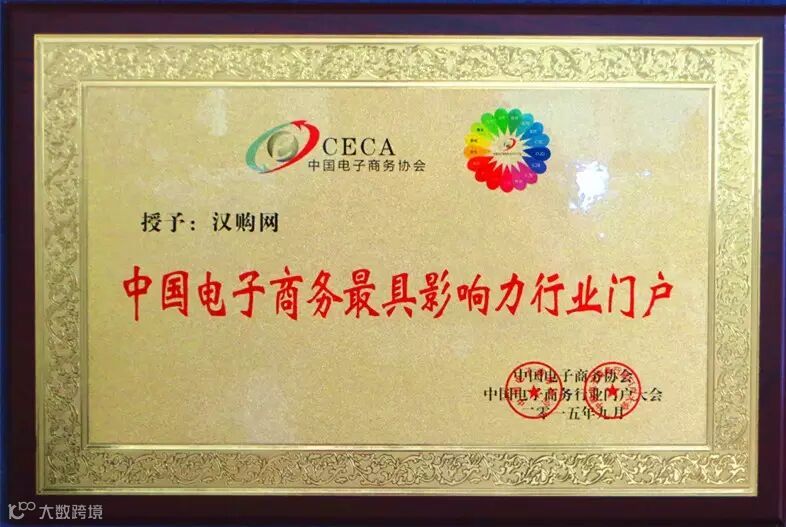 CECA
中国电子商务协会
授予：汉购网
中国电子商务最具影响力行业门户
中国电子商务协会
中国电子商务行业门户大会
二零一五年九月
大数跨境